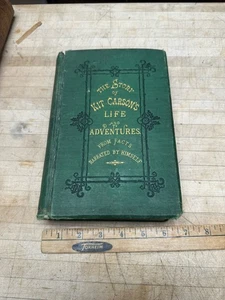 THE STORY
OF
KIT CARSON'S
LIFE
AND
ADVENTURES,
FROM FACTS
NARRATED BY HIMSELF